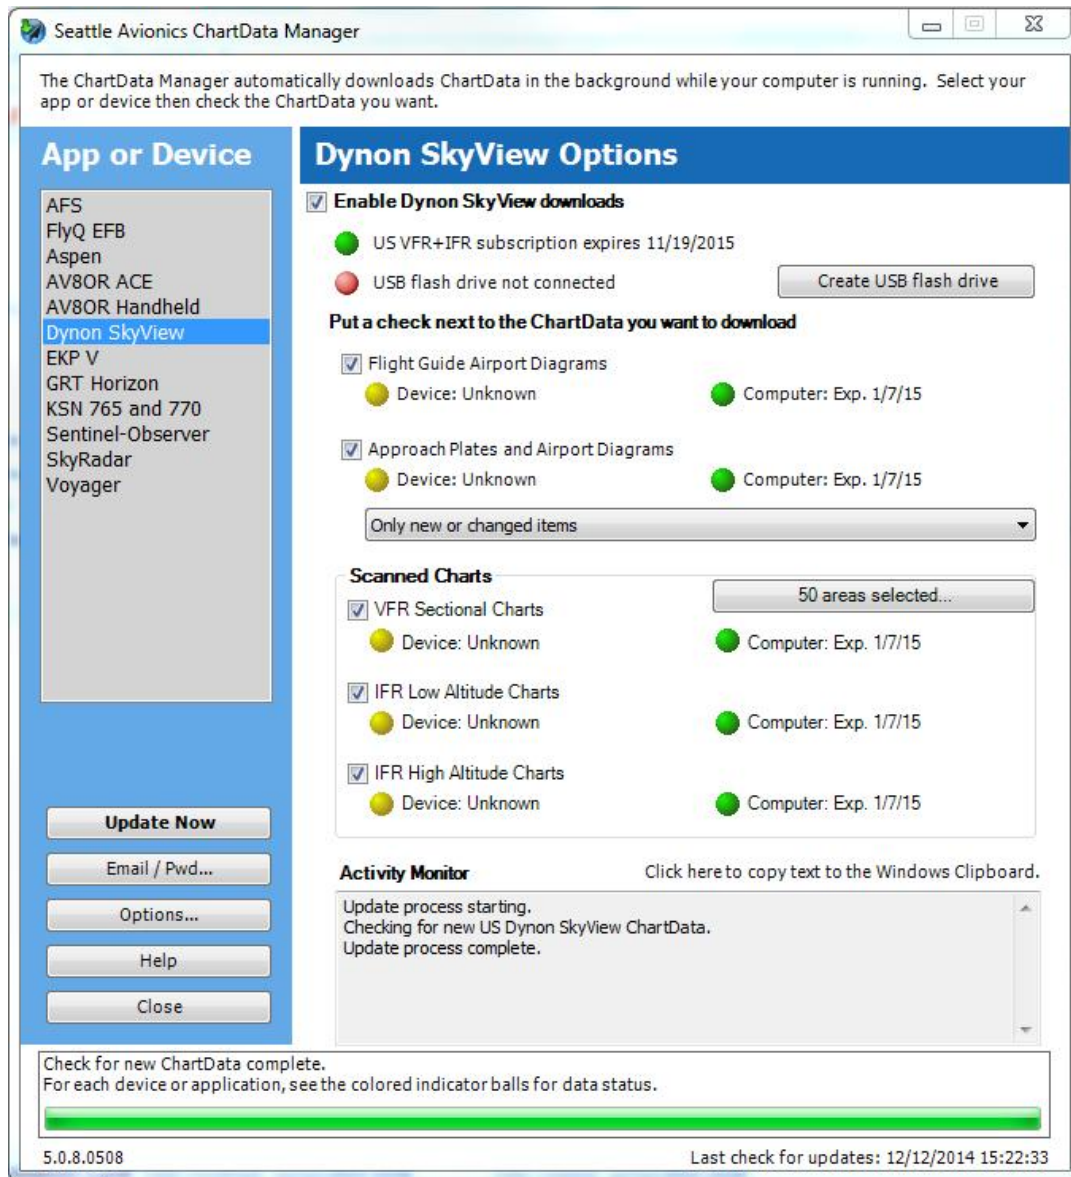 Seattle Avionics ChartData Manager
The ChartData Manager automatically downloads ChartData in the background while your computer is running. Select your
app or device then check the ChartData you want.
App or Device
AFS
FlyQ EFB
Aspen
AV8OR ACE
AV8OR Handheld
Dynon SkyView
EKP V
GRT Horizon
KSN 765 and 770
Sentinel-Observer
SkyRadar
Voyager
Update Now
Email / Pwd...
Options...
Help
Close
Dynon SkyView Options
Enable Dynon SkyView downloads
US VFR+IFR subscription expires 11/19/2015
USB flash drive not connected
Create USB flash drive
Put a check next to the ChartData you want to download
Flight Guide Airport Diagrams
Device: Unknown
Computer: Exp. 1/7/15
Approach Plates and Airport Diagrams
Device: Unknown
Computer: Exp. 1/7/15
Only new or changed items
Scanned Charts
50 areas selected...
VFR Sectional Charts
Device: Unknown
Computer: Exp. 1/7/15
IFR Low Altitude Charts
Device: Unknown
Computer: Exp. 1/7/15
IFR High Altitude Charts
Device: Unknown
Computer: Exp. 1/7/15
Activity Monitor
Click here to copy text to the Windows Clipboard.
Update process starting.
Checking for new US Dynon SkyView ChartData.
Update process complete.
Check for new ChartData complete.
For each device or application, see the colored indicator balls for data status.
5.0.8.0508
Last check for updates: 12/12/2014 15:22:33